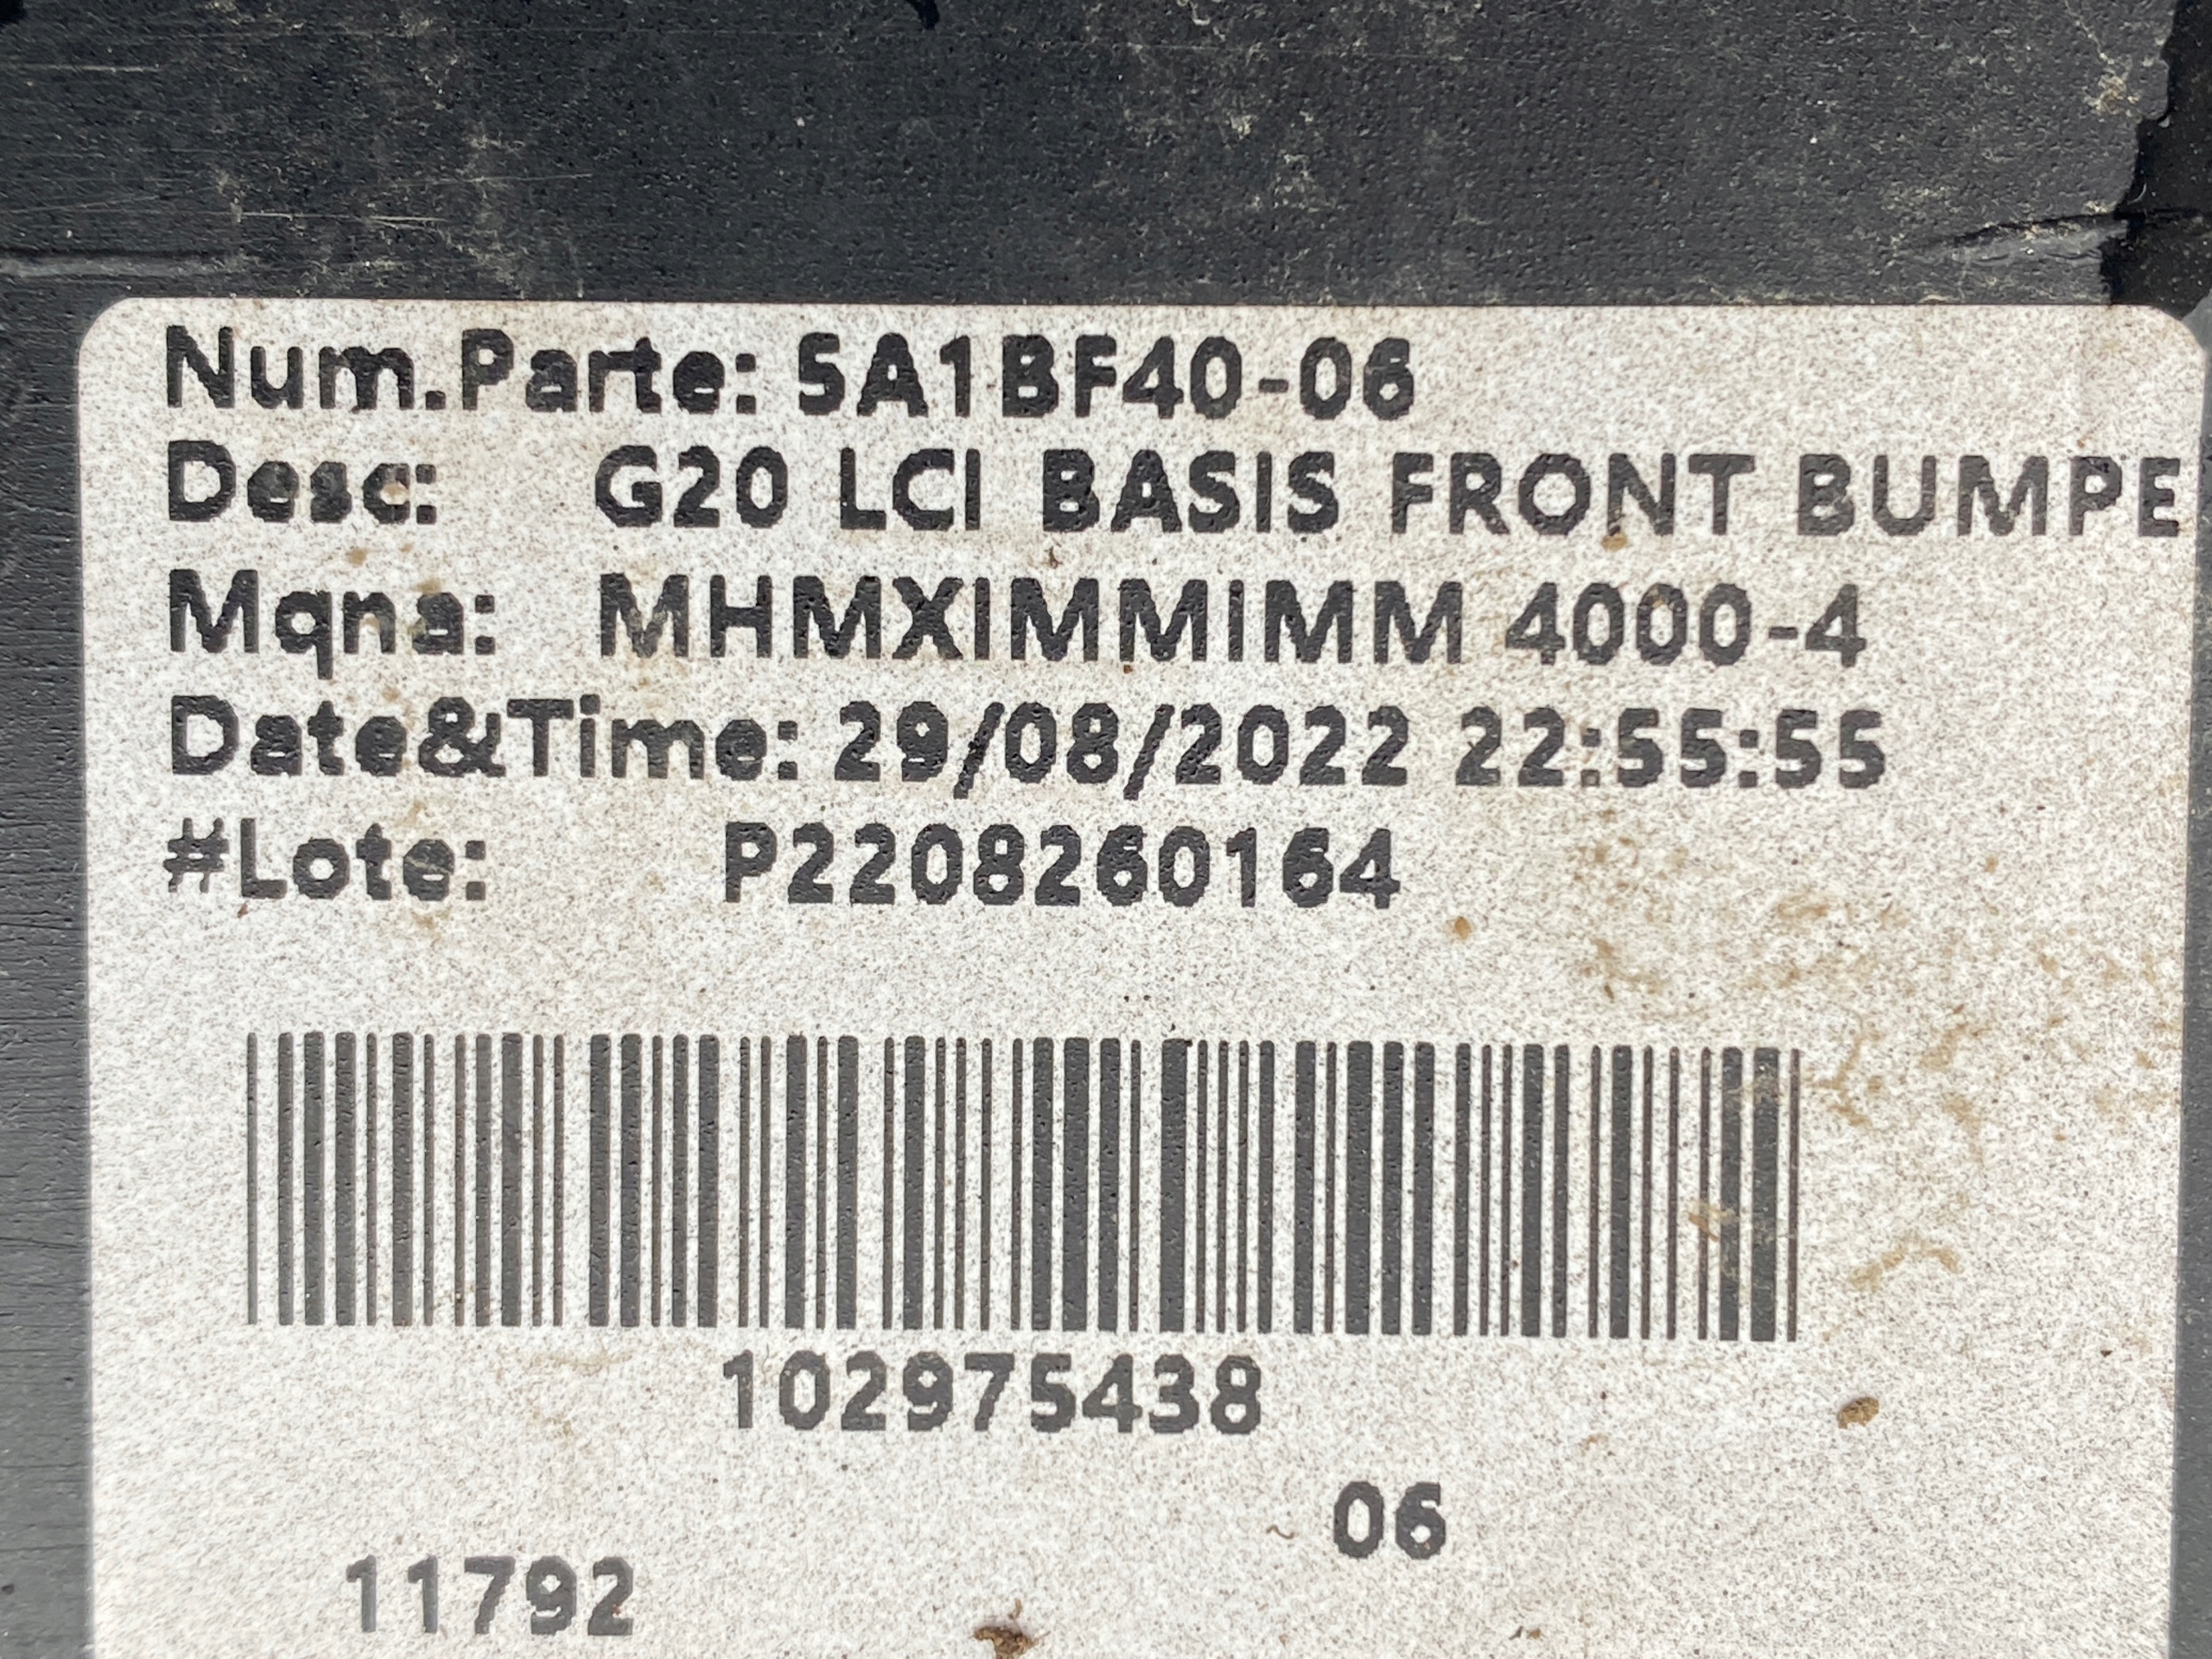 Num.Parte: 5A1BF40-06
Desc: G20 LCI BASIS FRONT BUMPE
Mqna: MHMXIMMIMM 4000-4
Date&Time: 29/08/2022 22:55:55
#Lote: P2208260164
102975438
06
11792